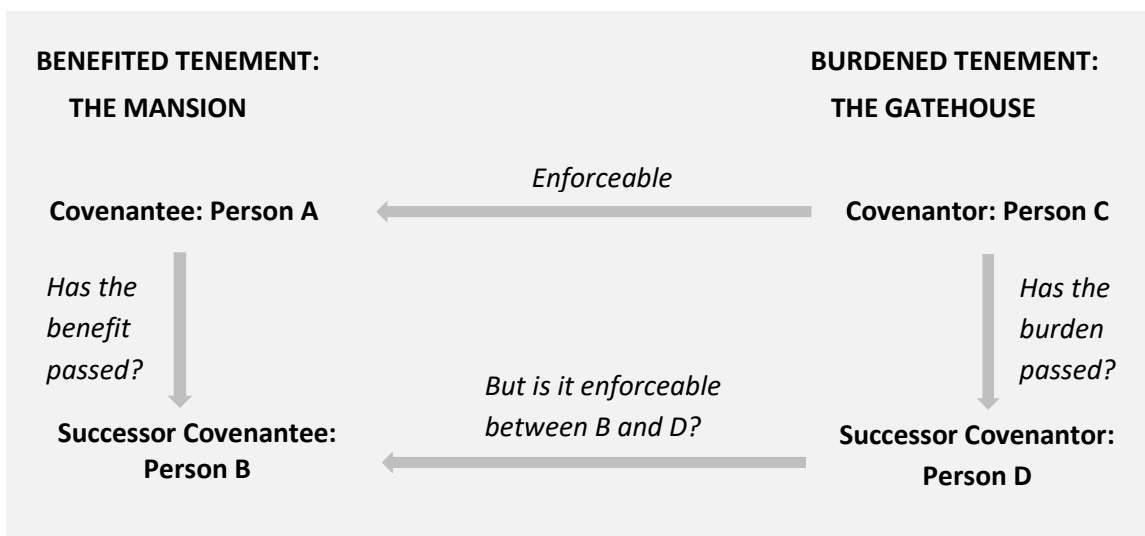 BENEFITED TENEMENT:
THE MANSION
BURDENED TENEMENT:
THE GATEHOUSE
Enforceable
Covenantee: Person A
Covenantor: Person C
Has the
benefit
passed?
Has the
burden
passed?
But is it enforceable
between B and D?
Successor Covenantee:
Person B
Successor Covenantor:
Person D